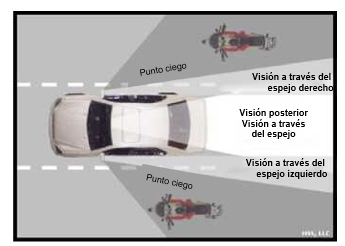 Punto ciego
Visión a través del
espejo derecho
Visión posterior
Visión a través
del espejo
Visión a través del
espejo izquierdo
Punto ciego